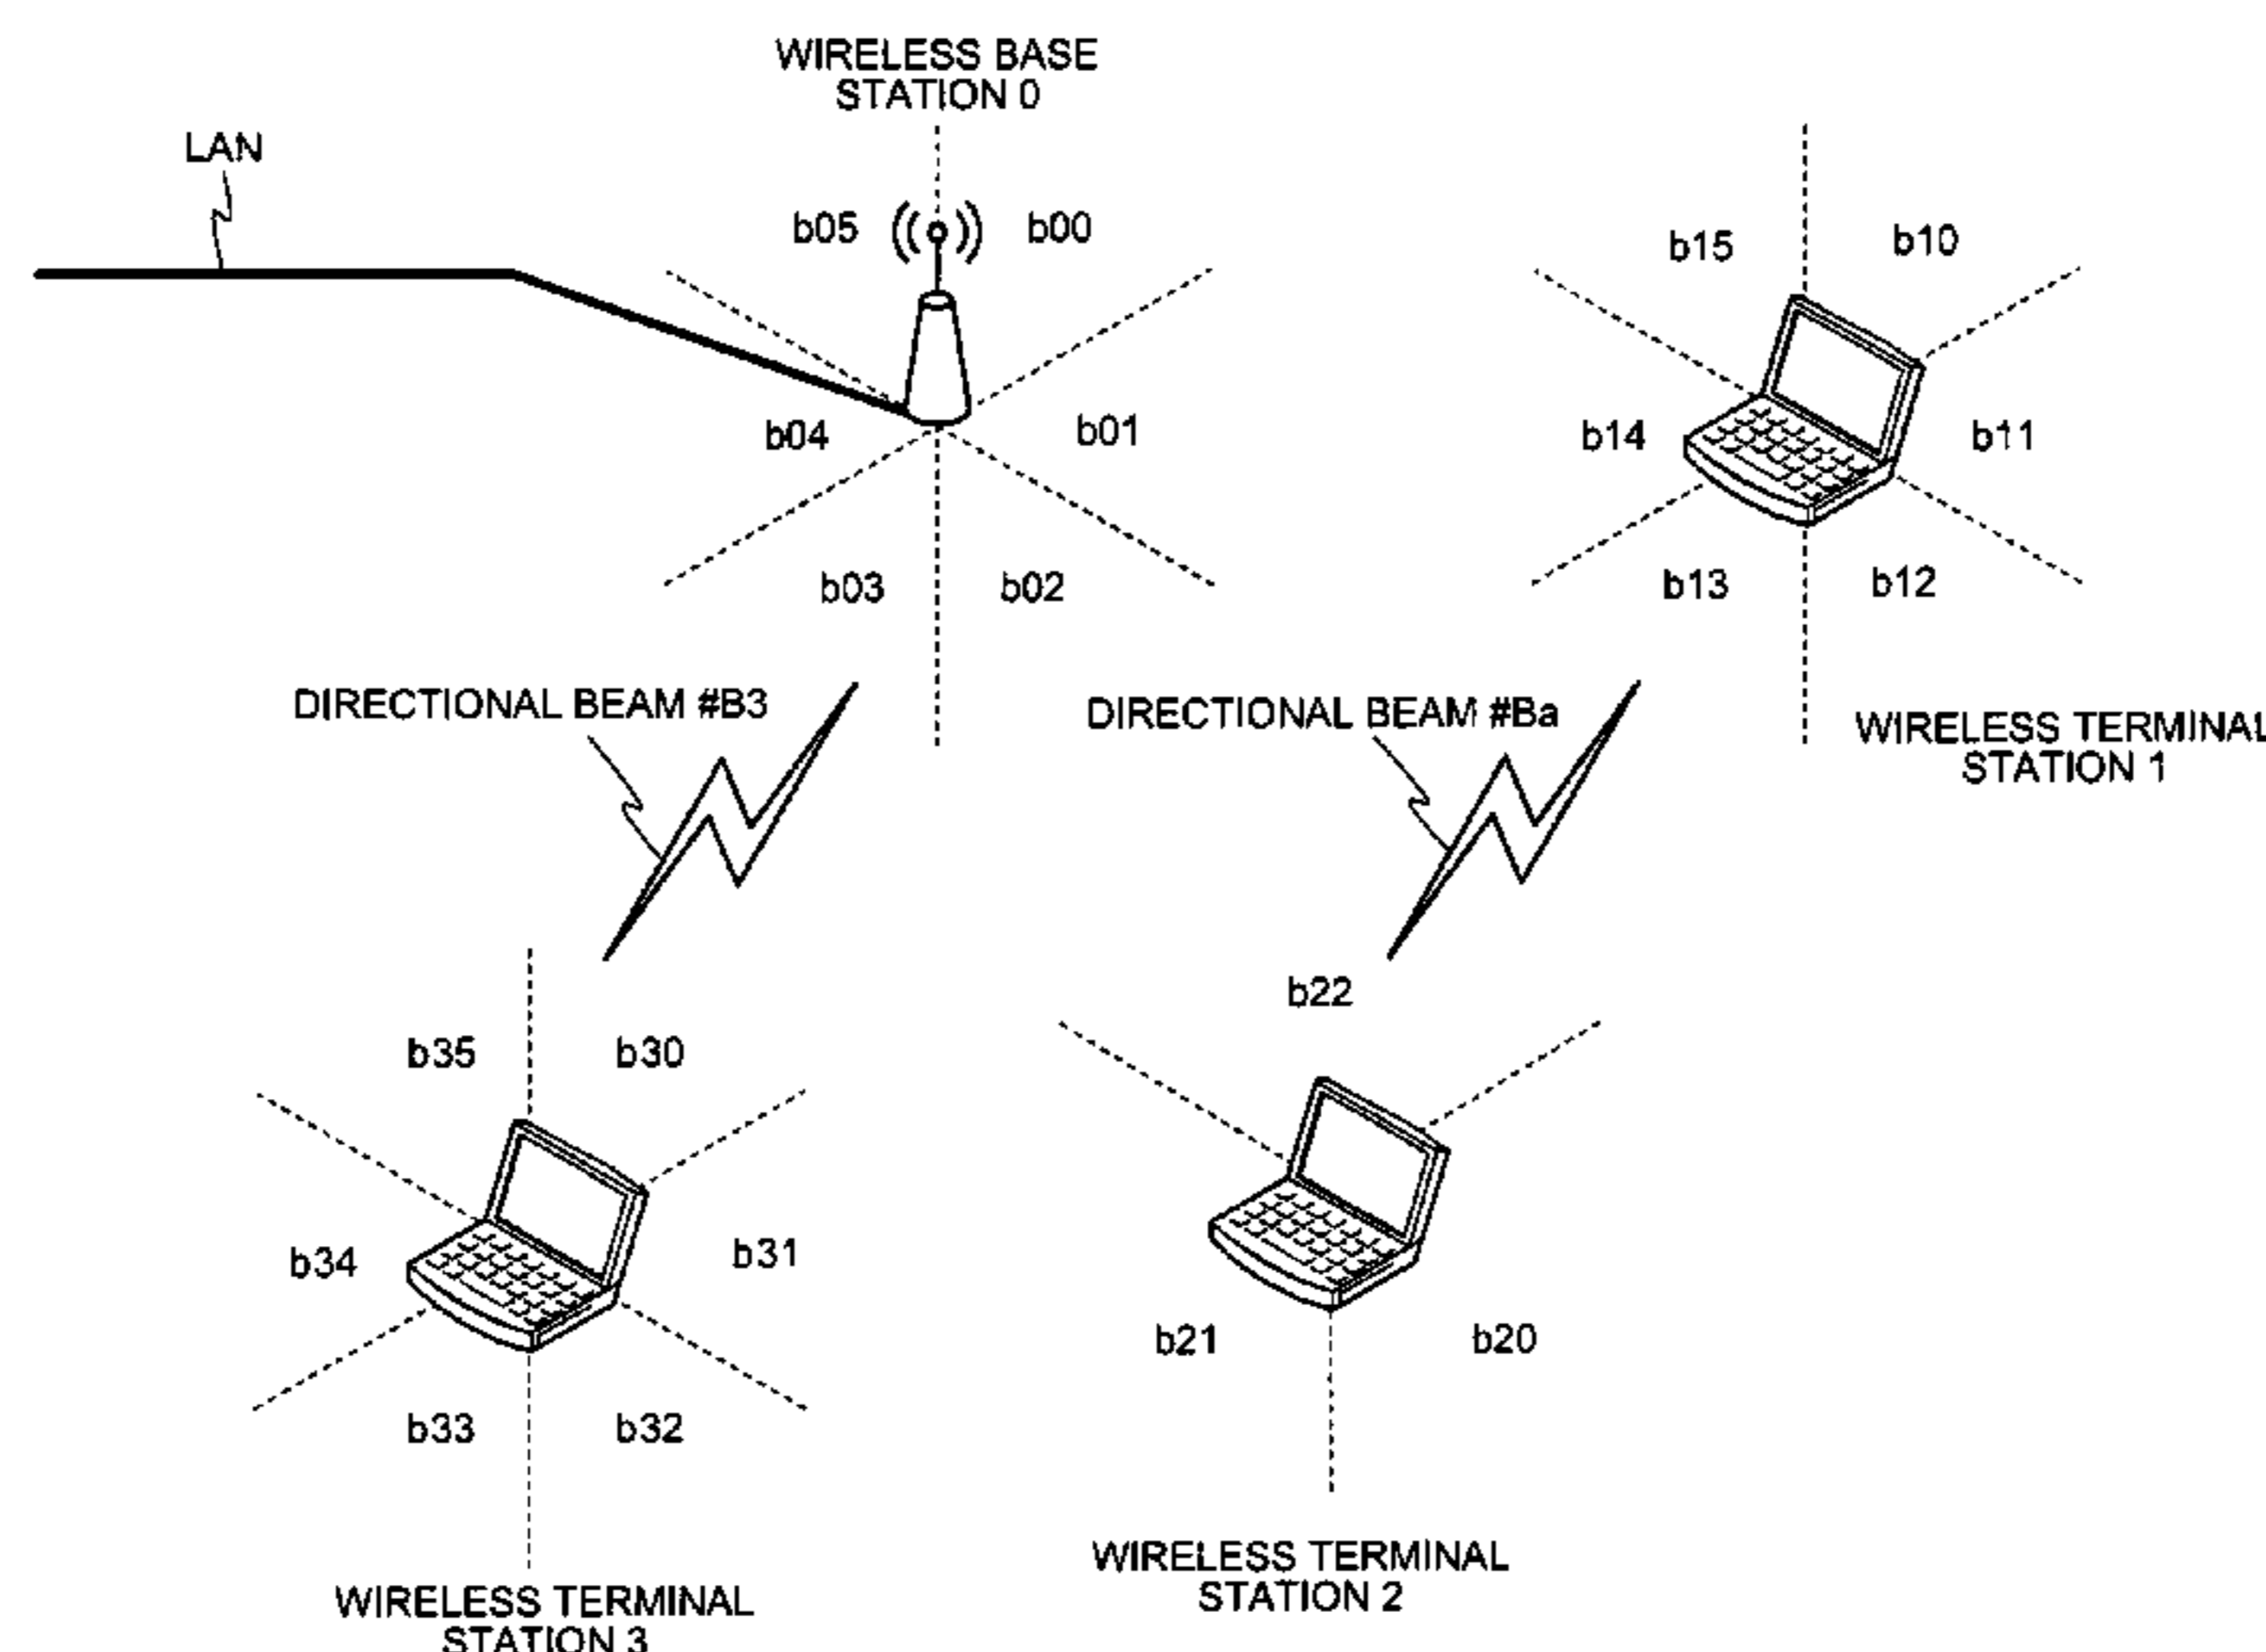 WIRELESS BASE
STATION 0
LAN
b05
b00
b15
b10
b04
b01
b14
b11
b03
b02
b13
b12
DIRECTIONAL BEAM #B3
DIRECTIONAL BEAM #Ba
WIRELESS TERMINAL
STATION 1
b22
b35
b30
b34
b31
b21
b20
b33
b32
WIRELESS TERMINAL
STATION 2
WIRELESS TERMINAL
STATION 3